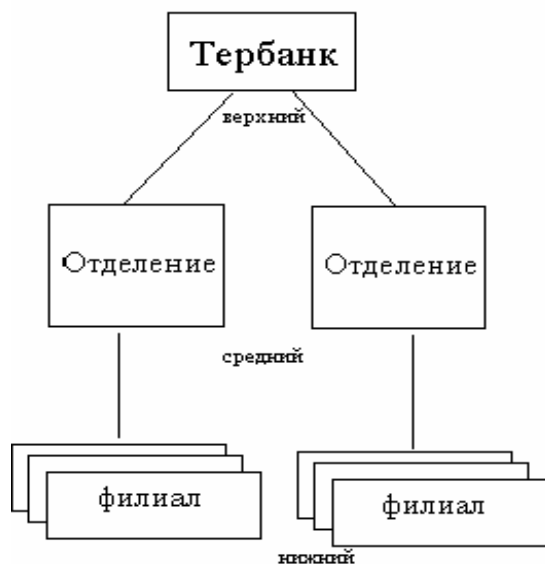 Тербанк
верхний
Отделение
Отделение
средний
филиал
филиал
нижний